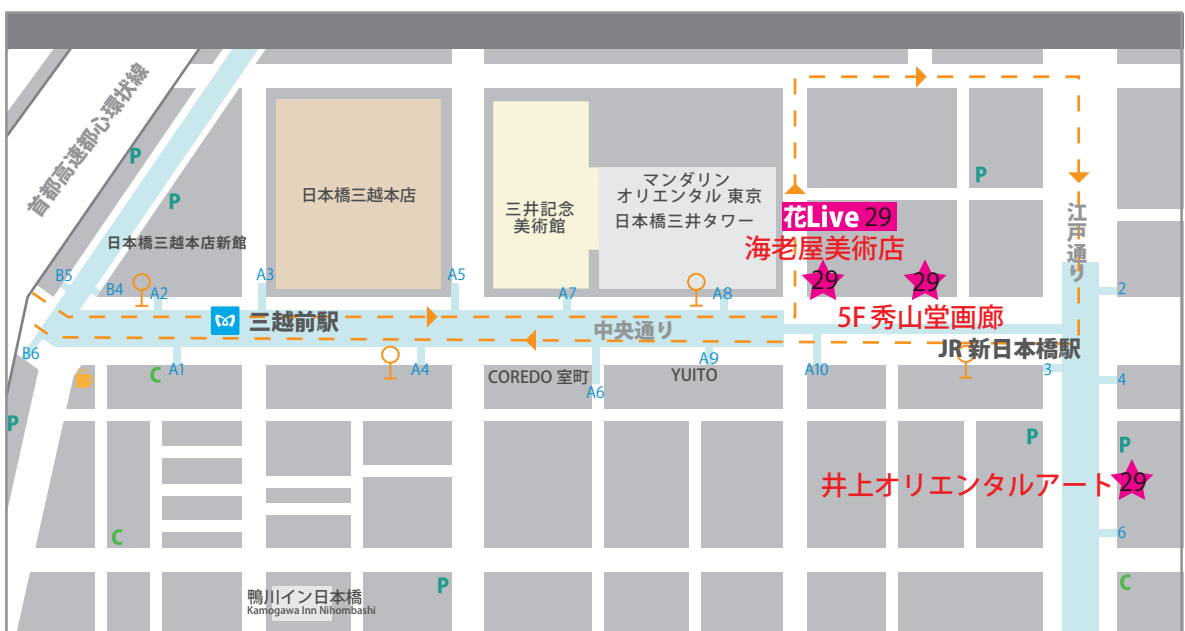 首都高速都心環状線
P
P
日本橋三越本店新館
日本橋三越本店
三井記念
美術館
マンダリン
オリエンタル 東京
日本橋三井タワー
花Live 29
海老屋美術店
29
29
5F 秀山堂画廊
P
江戸通り
B5
B4
A2
A3
A5
A7
A8
2
三越前駅
中央通り
JR 新日本橋駅
B6
C
A1
A4
COREDO 室町
A6
A9
YUITO
A10
3
4
P
P
P
井上オリエンタルアート
29
C
6
鴨川イン日本橋
Kamogawa Inn Nihombashi
P
C